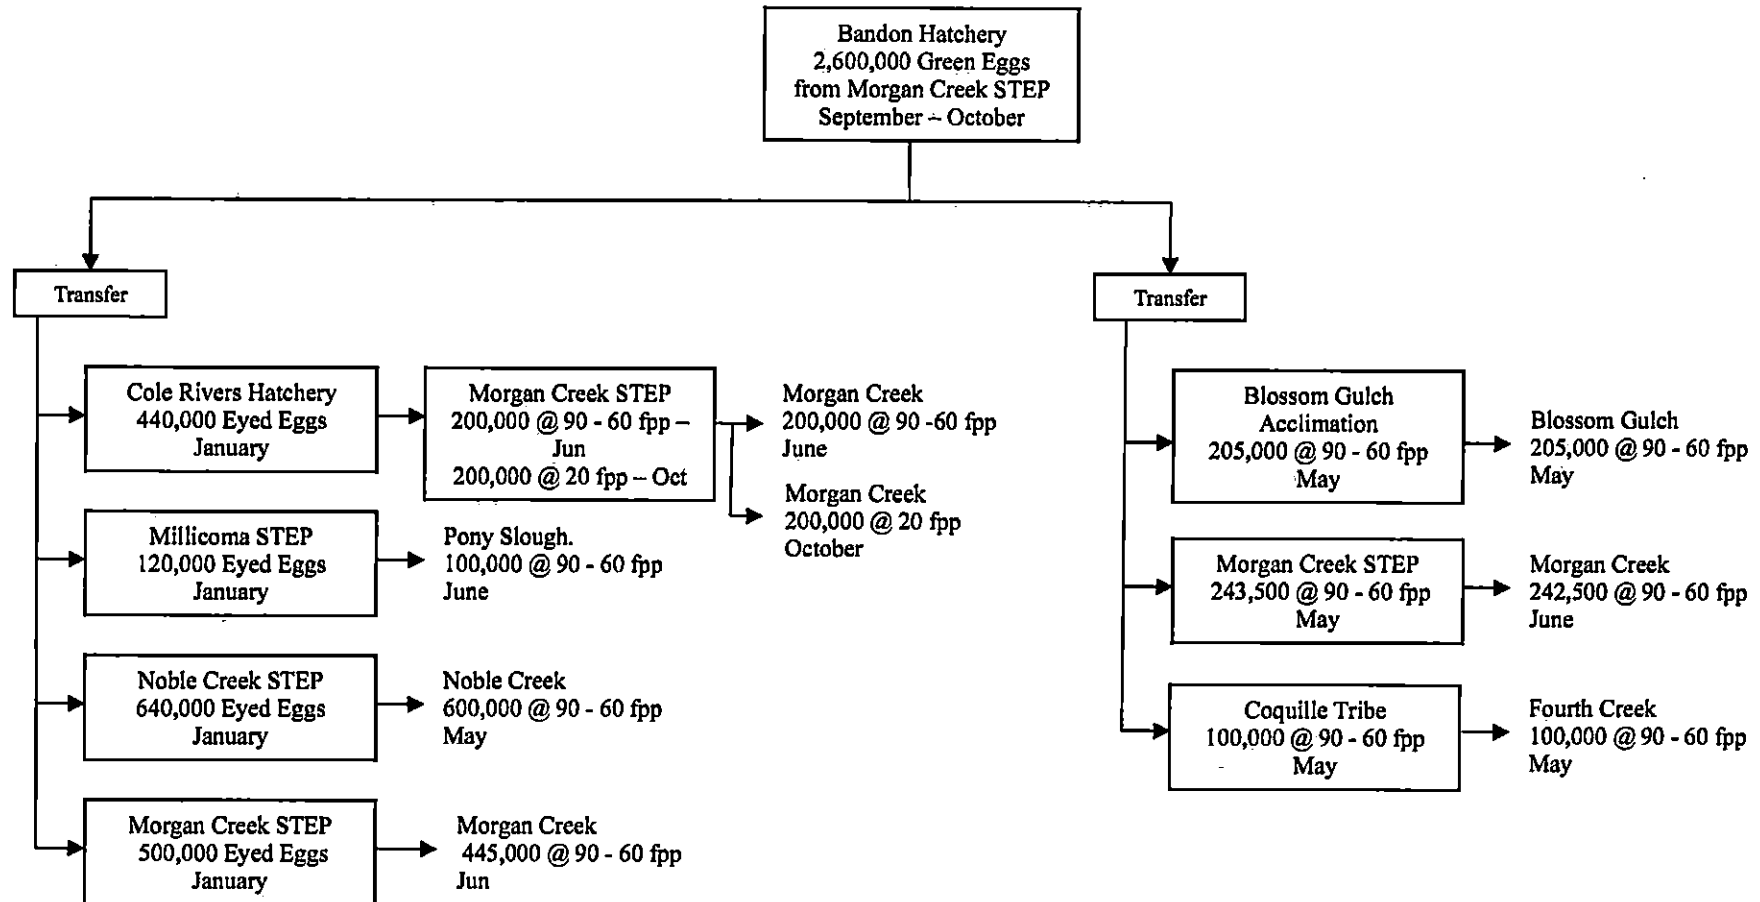 Bandon Hatchery
2,600,000 Green Eggs
from Morgan Creek STEP
September – October
Transfer
Cole Rivers Hatchery
440,000 Eyed Eggs
January
Morgan Creek STEP
200,000 @ 90 - 60 fpp –
Jun
200,000 @ 20 fpp – Oct
Morgan Creek
200,000 @ 90 -60 fpp
June
Morgan Creek
200,000 @ 20 fpp
October
Millicoma STEP
120,000 Eyed Eggs
January
Pony Slough.
100,000 @ 90 - 60 fpp
June
Noble Creek STEP
640,000 Eyed Eggs
January
Noble Creek
600,000 @ 90 - 60 fpp
May
Morgan Creek STEP
500,000 Eyed Eggs
January
Morgan Creek
445,000 @ 90 - 60 fpp
Jun
Transfer
Blossom Gulch
Acclimation
205,000 @ 90 - 60 fpp
May
Blossom Gulch
205,000 @ 90 - 60 fpp
May
Morgan Creek STEP
243,500 @ 90 - 60 fpp
May
Morgan Creek
242,500 @ 90 - 60 fpp
June
Coquille Tribe
100,000 @ 90 - 60 fpp
May
Fourth Creek
100,000 @ 90 - 60 fpp
May